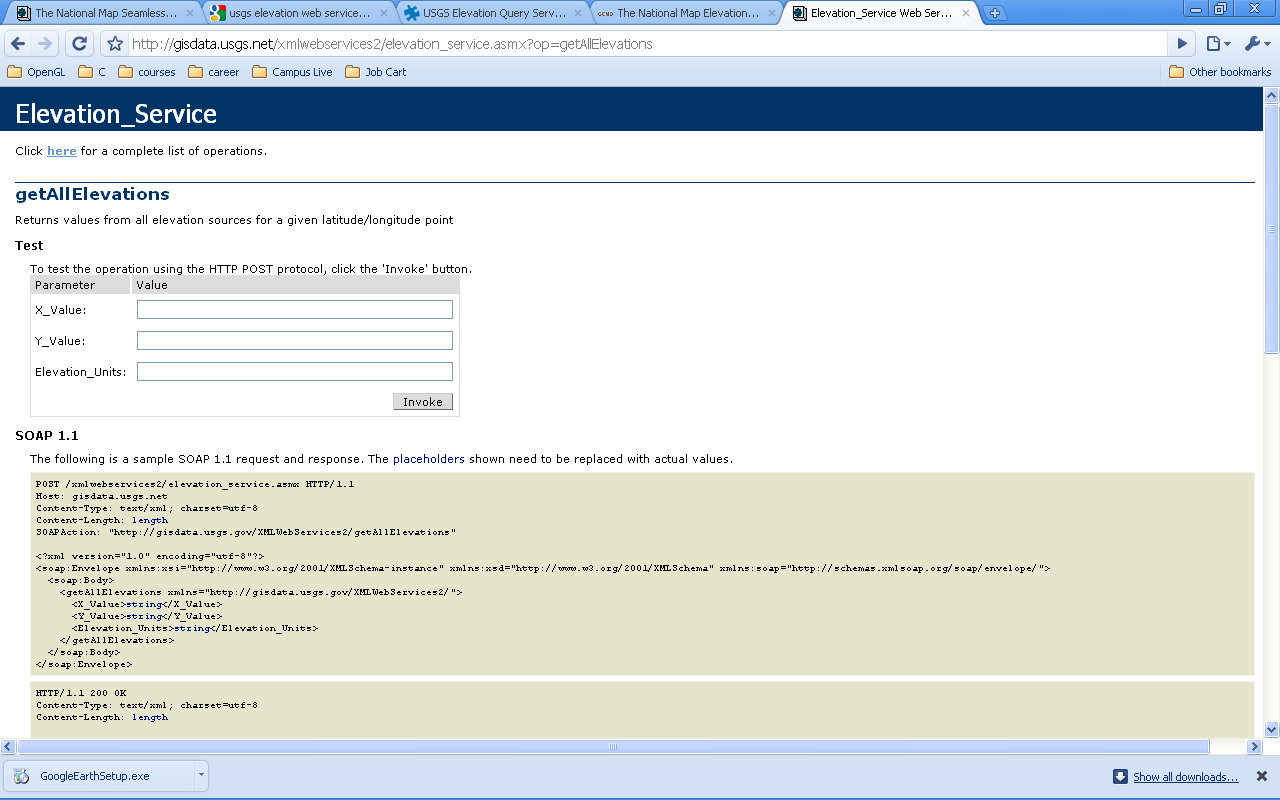 The National Map Seamless...
usgs elevation web service...
USGS Elevation Query Serv...
The National Map Elevation...
Elevation_Service Web Ser...
http://gisdata.usgs.net/xmlwebservices2/elevation_service.asmx?op=getAllElevations
OpenGL C courses career Campus Live Job Cart Other bookmarks
Elevation_Service
Click here for a complete list of operations.
getAllElevations
Returns values from all elevation sources for a given latitude/longitude point
Test
To test the operation using the HTTP POST protocol, click the 'Invoke' button.
Parameter Value
X_Value:
Y_Value:
Elevation_Units:
Invoke
SOAP 1.1
The following is a sample SOAP 1.1 request and response. The placeholders shown need to be replaced with actual values.
POST /xmlwebservices2/elevation_service.asmx HTTP/1.1
Host: gisdata.usgs.net
Content-Type: text/xml; charset=utf-8
Content-Length: length
SOAPAction: "http://gisdata.usgs.gov/XMLWebServices2/getAllElevations"
<?xml version="1.0" encoding="utf-8"?>
<soap:Envelope xmlns:xsi="http://www.w3.org/2001/XMLSchema-instance" xmlns:xsd="http://www.w3.org/2001/XMLSchema" xmlns:soap="http://schemas.xmlsoap.org/soap/envelope/">
<soap:Body>
<getAllElevations xmlns="http://gisdata.usgs.gov/XMLWebServices2/">
<X_Value>string</X_Value>
<Y_Value>string</Y_Value>
<Elevation_Units>string</Elevation_Units>
</getAllElevations>
</soap:Body>
</soap:Envelope>
HTTP/1.1 200 OK
Content-Type: text/xml; charset=utf-8
Content-Length: length
GoogleEarthSetup.exe
Show all downloads...